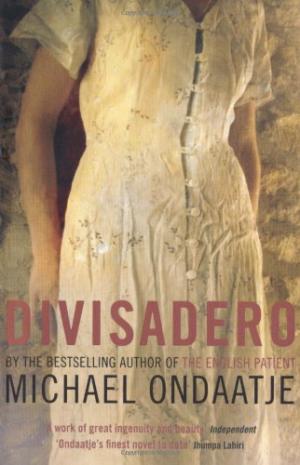 DIVISADERO
BY THE BESTSELLING AUTHOR OF THE ENGLISH PATIENT
MICHAEL ONDAATJE
'A work of great ingenuity and beauty' Independent
'Ondaatje's finest novel to date' Jhumpa Lahiri